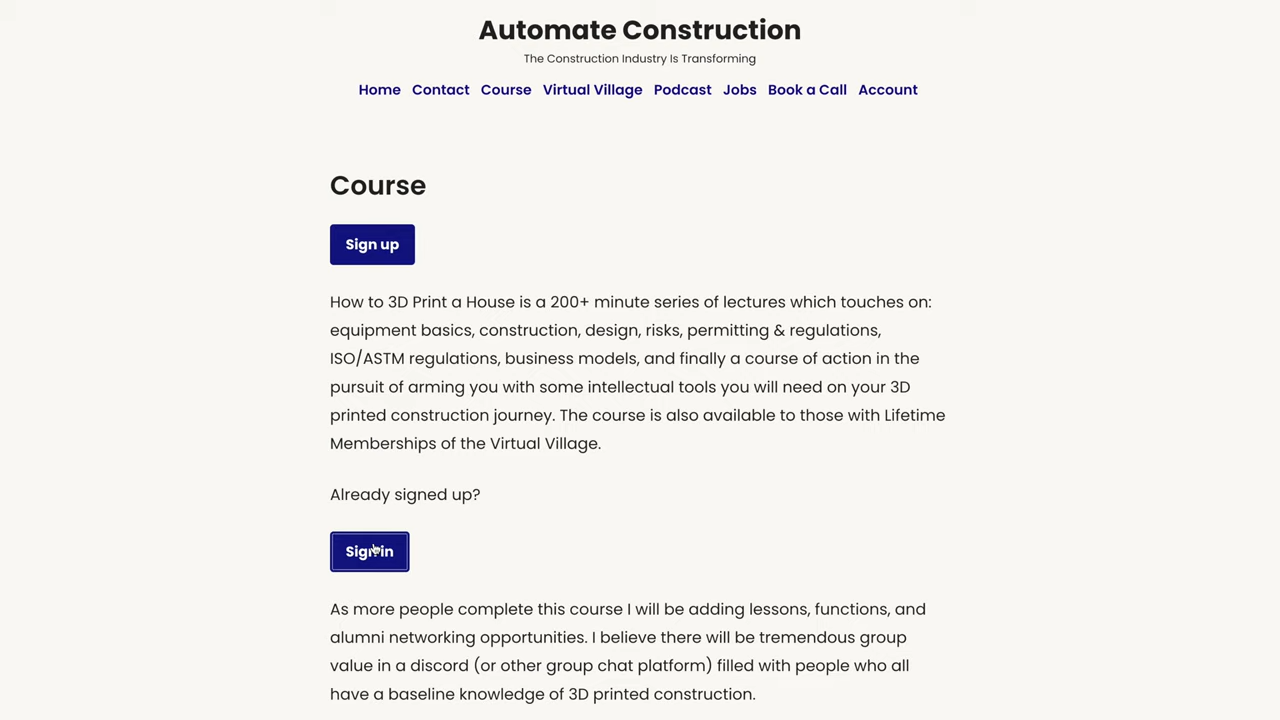 Automate Construction
The Construction Industry Is Transforming
Home Contact Course Virtual Village Podcast Jobs Book a Call Account
Course
Sign up
How to 3D Print a House is a 200+ minute series of lectures which touches on:
equipment basics, construction, design, risks, permitting & regulations,
ISO/ASTM regulations, business models, and finally a course of action in the
pursuit of arming you with some intellectual tools you will need on your 3D
printed construction journey. The course is also available to those with Lifetime
Memberships of the Virtual Village.
Already signed up?
Sign in
As more people complete this course I will be adding lessons, functions, and
alumni networking opportunities. I believe there will be tremendous group
value in a discord (or other group chat platform) filled with people who all
have a baseline knowledge of 3D printed construction.